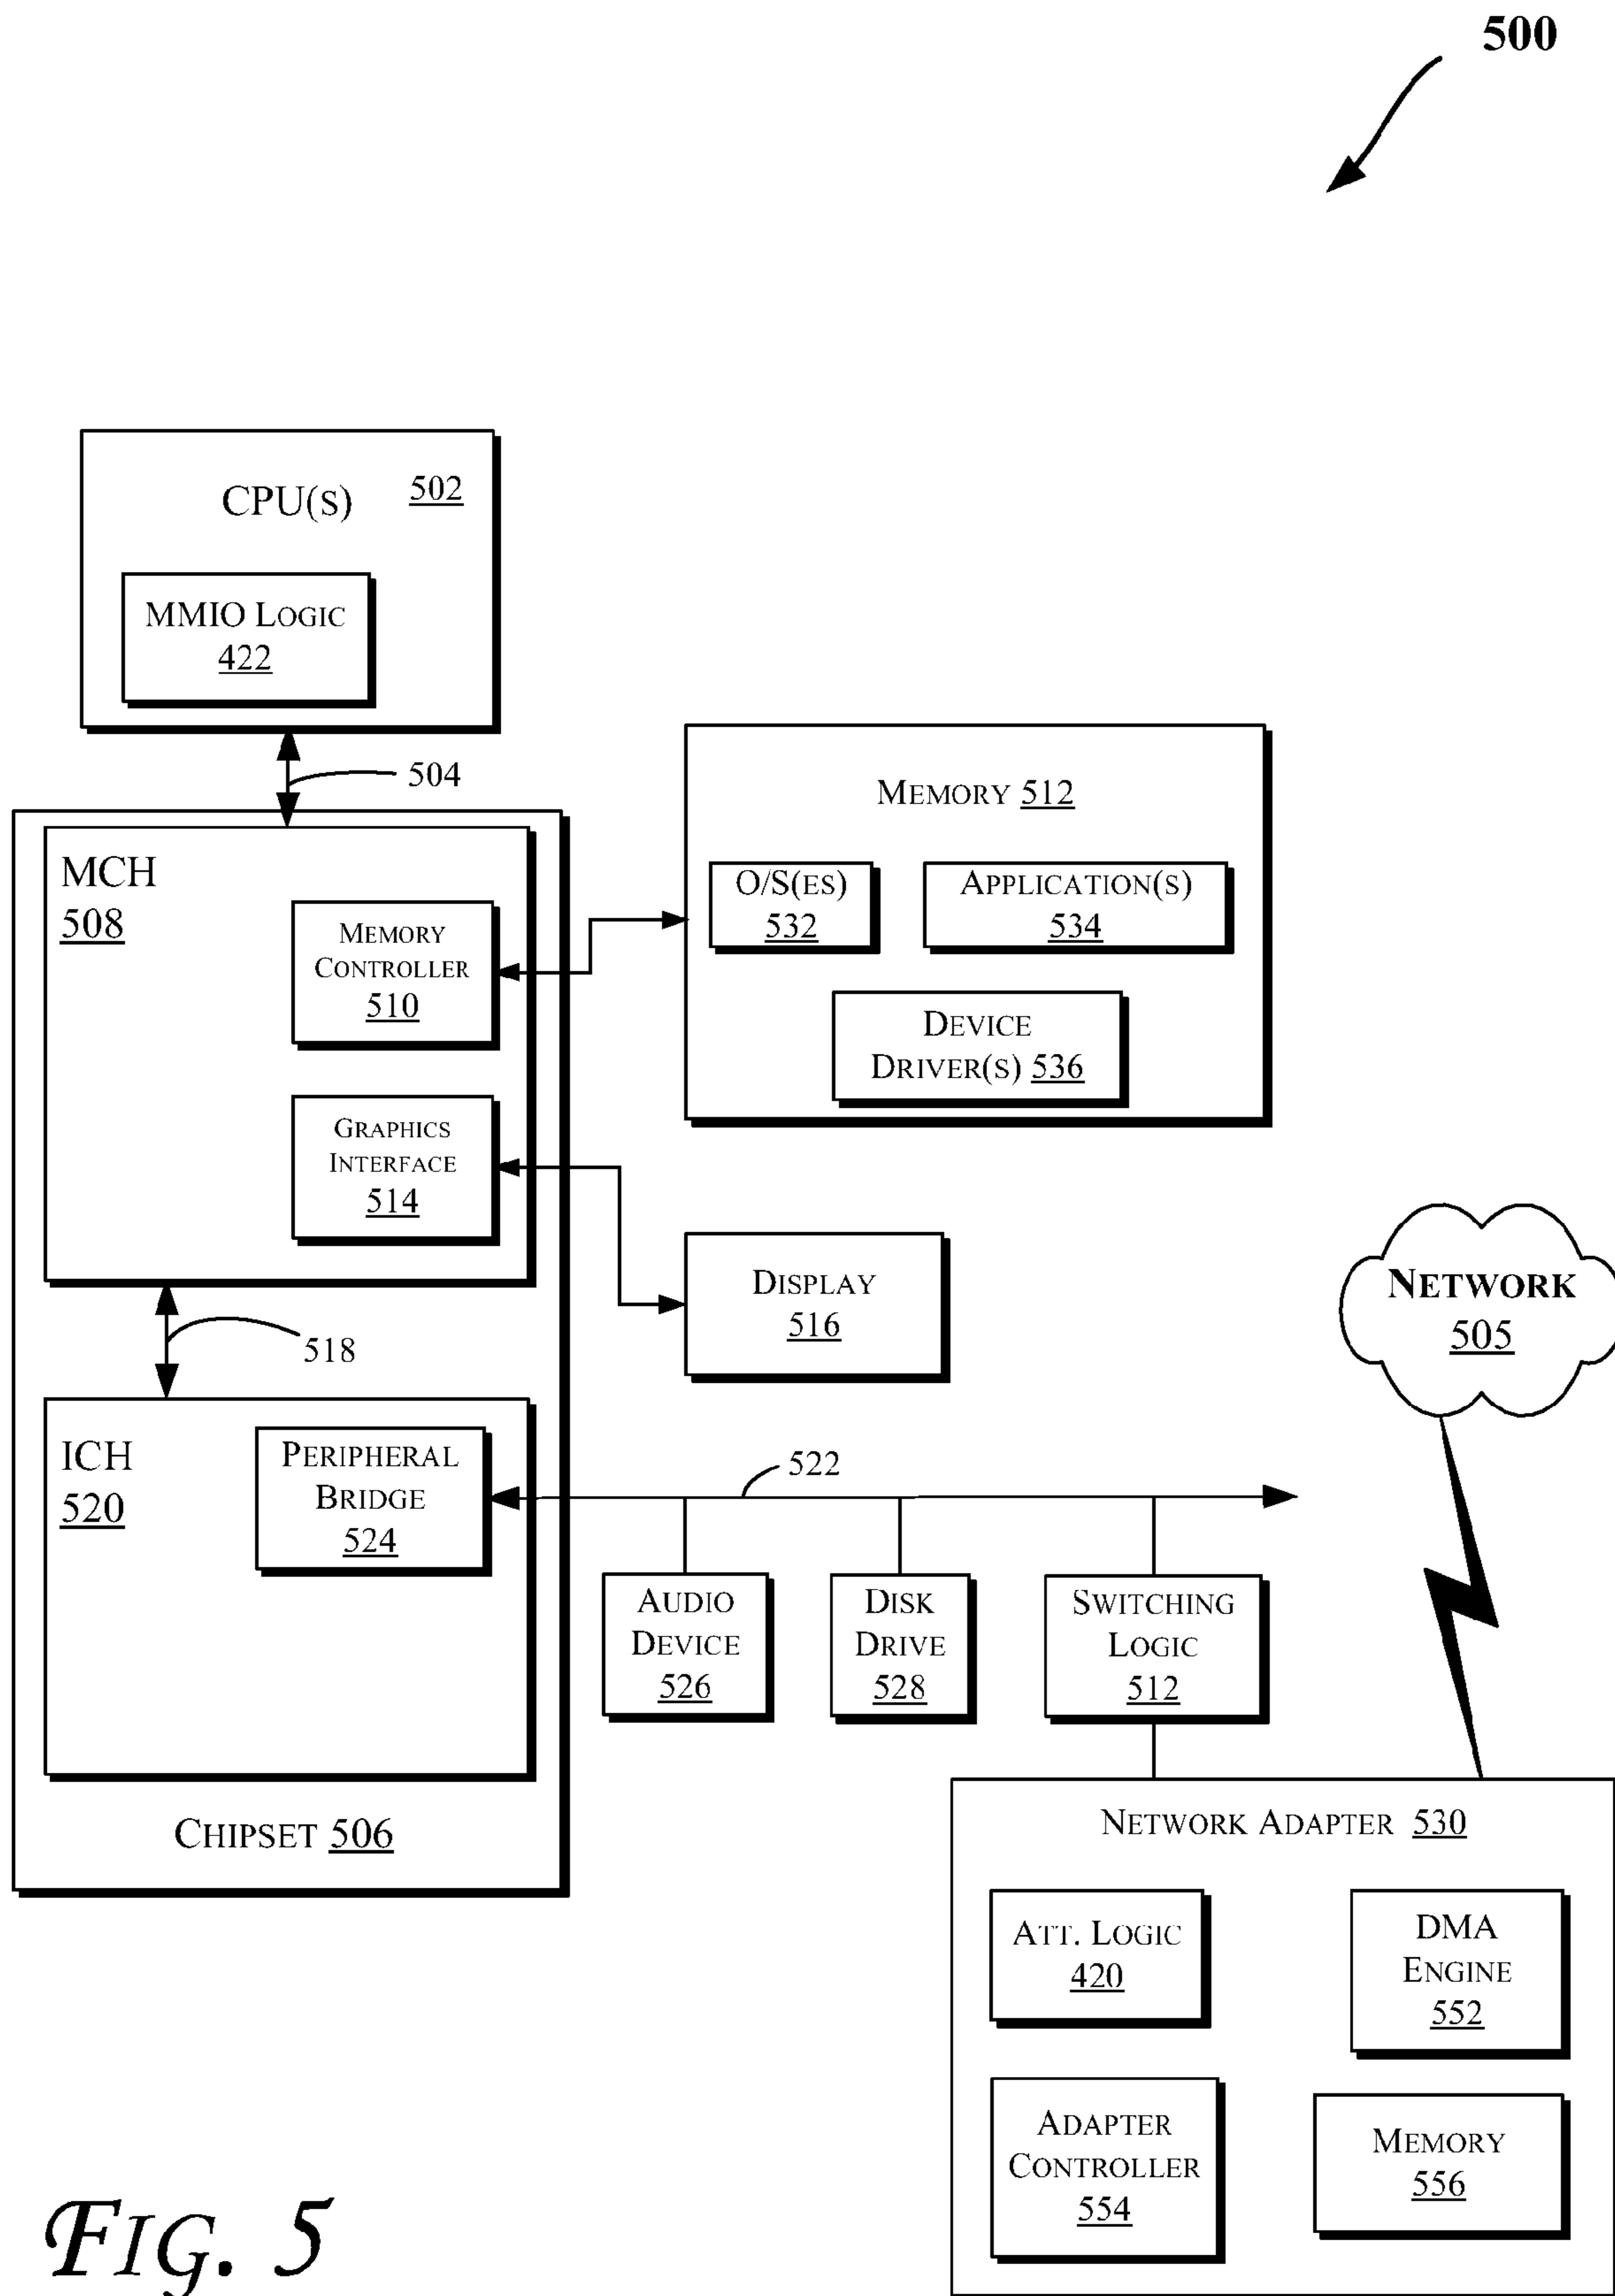 500
CPU(S)
502
MMIO LOGIC
422
504
MCH
508
MEMORY
CONTROLLER
510
GRAPHICS
INTERFACE
514
MEMORY 512
O/S(ES)
532
APPLICATION(S)
534
DEVICE
DRIVER(S) 536
DISPLAY
516
NETWORK
505
518
ICH
520
PERIPHERAL
BRIDGE
524
522
AUDIO
DEVICE
526
DISK
DRIVE
528
SWITCHING
LOGIC
512
CHIPSET 506
NETWORK ADAPTER 530
ATT. LOGIC
420
DMA
ENGINE
552
ADAPTER
CONTROLLER
554
MEMORY
556
FIG. 5